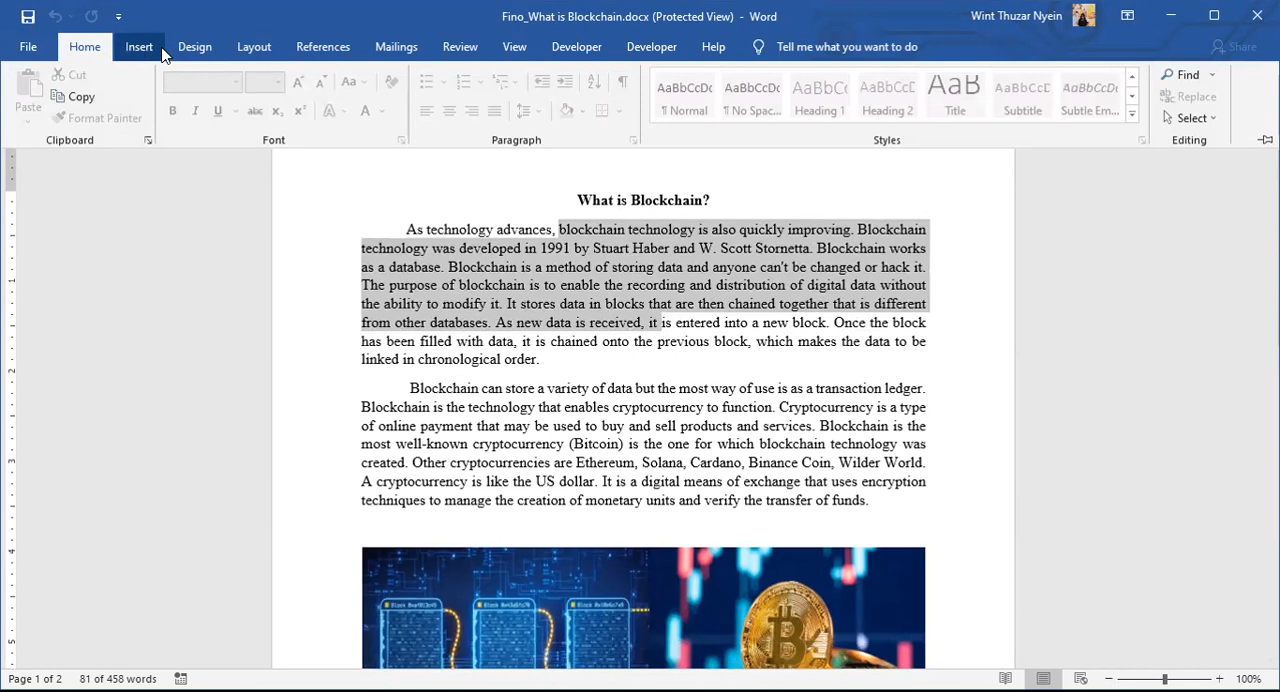 Fino_What is Blockchain.docx (Protected View) - Word
Wint Thuzar Nyein
File Home Insert Design Layout References Mailings Review View Developer Developer Help Tell me what you want to do Share
Paste
Cut
Copy
Format Painter
Clipboard
Aa
B I U abc x₂ x² A A
Font
Paragraph
AaBbCcDc AaBbCcDc AaBbCc AaBbCcC AaB AaBbCcC AaBbCcDc
¶ Normal ¶ No Spac... Heading 1 Heading 2 Title Subtitle Subtle Em...
Styles
Find
Replace
Select
Editing
What is Blockchain?
As technology advances, blockchain technology is also quickly improving. Blockchain
technology was developed in 1991 by Stuart Haber and W. Scott Stornetta. Blockchain works
as a database. Blockchain is a method of storing data and anyone can't be changed or hack it.
The purpose of blockchain is to enable the recording and distribution of digital data without
the ability to modify it. It stores data in blocks that are then chained together that is different
from other databases. As new data is received, it is entered into a new block. Once the block
has been filled with data, it is chained onto the previous block, which makes the data to be
linked in chronological order.
Blockchain can store a variety of data but the most way of use is as a transaction ledger.
Blockchain is the technology that enables cryptocurrency to function. Cryptocurrency is a type
of online payment that may be used to buy and sell products and services. Blockchain is the
most well-known cryptocurrency (Bitcoin) is the one for which blockchain technology was
created. Other cryptocurrencies are Ethereum, Solana, Cardano, Binance Coin, Wilder World.
A cryptocurrency is like the US dollar. It is a digital means of exchange that uses encryption
techniques to manage the creation of monetary units and verify the transfer of funds.
Page 1 of 2 81 of 458 words
100%